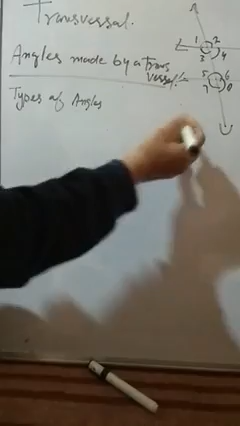 Transversal.
Angles made by a trans
versal:-
Types of Angles
1 2
3 4
5 6
7 8